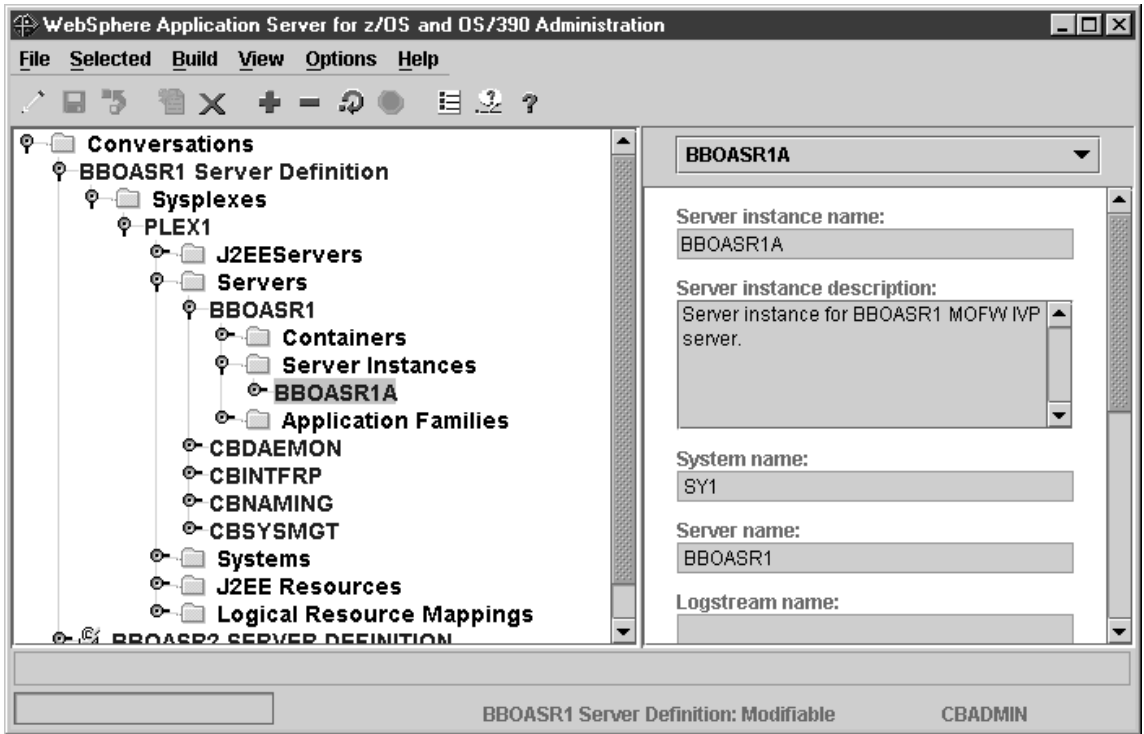 WebSphere Application Server for z/OS and OS/390 Administration
File Selected Build View Options Help
Conversations
BBOASR1 Server Definition
Sysplexes
PLEX1
J2EEServers
Servers
BBOASR1
Containers
Server Instances
BBOASR1A
Application Families
CBDAEMON
CBINTFRP
CBNAMING
CBSYSMGT
Systems
J2EE Resources
Logical Resource Mappings
BBOASR2 SERVER DEFINITION
BBOASR1A
Server instance name:
BBOASR1A
Server instance description:
Server instance for BBOASR1 MOFW IVP
server.
System name:
SY1
Server name:
BBOASR1
Logstream name:
BBOASR1 Server Definition: Modifiable CBADMIN